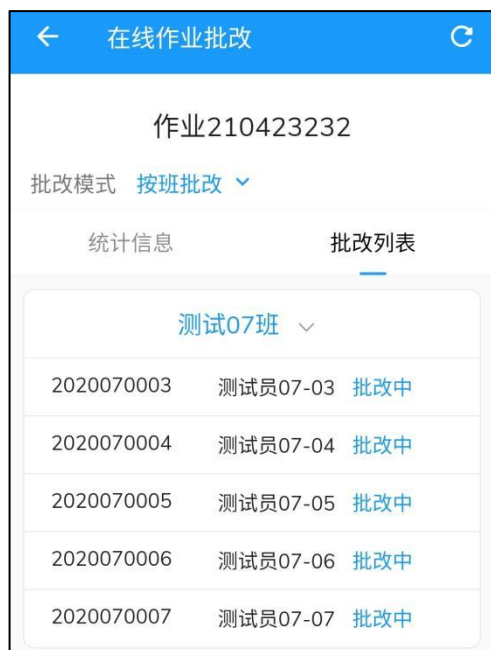 在线作业批改
作业210423232
批改模式 按班批改
统计信息 批改列表
测试07班
2020070003 测试员07-03 批改中
2020070004 测试员07-04 批改中
2020070005 测试员07-05 批改中
2020070006 测试员07-06 批改中
2020070007 测试员07-07 批改中